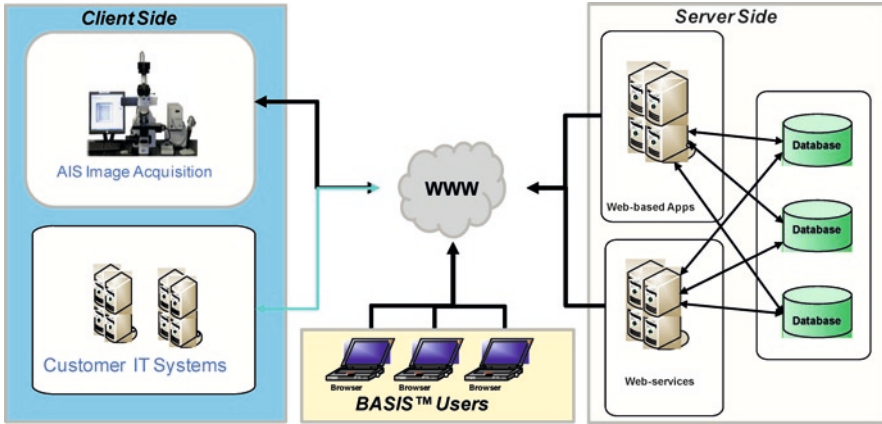 Client Side
AIS Image Acquisition
Customer IT Systems
WWW
Browser
Browser
Browser
BASIS™ Users
Server Side
Web-based Apps
Web-services
Database
Database
Database